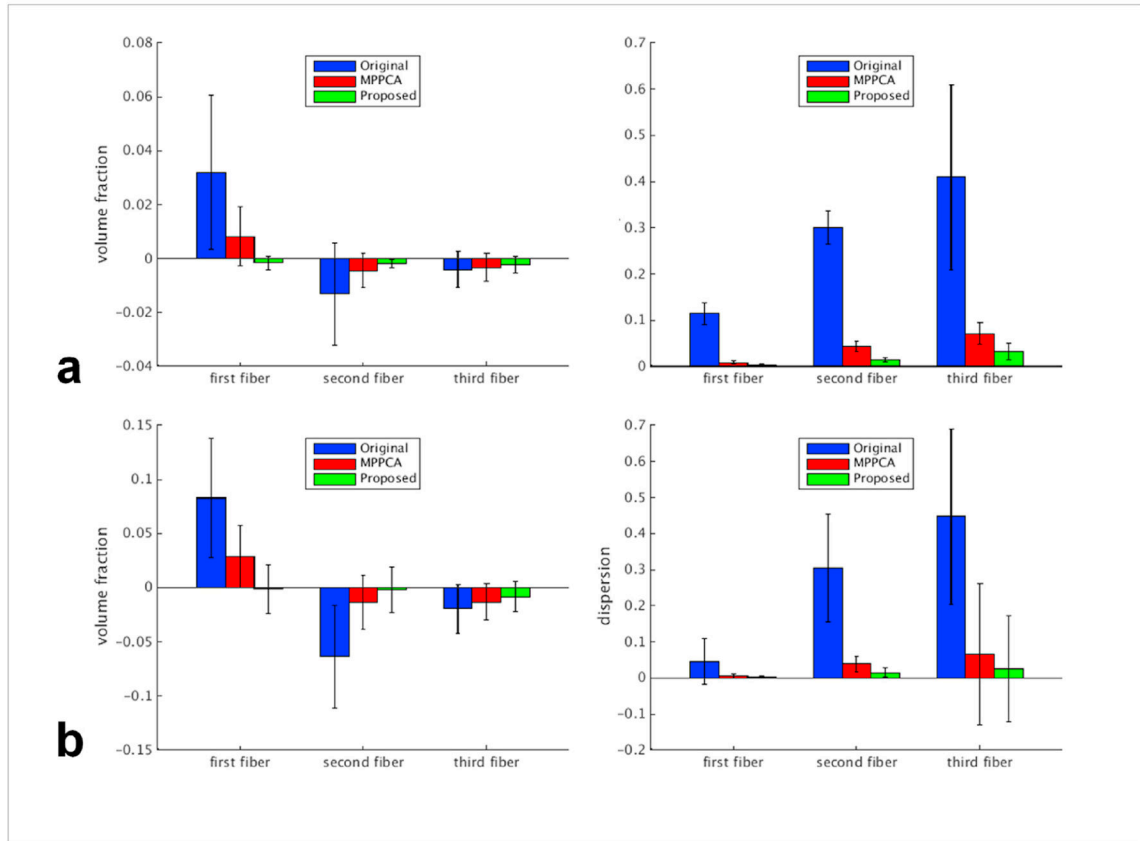 0.08
0.06
0.04
0.02
0
−0.02
−0.04
volume fraction
Original
MPPCA
Proposed
first fiber
second fiber
third fiber
0.7
0.6
0.5
0.4
0.3
0.2
0.1
0
Original
MPPCA
Proposed
first fiber
second fiber
third fiber
a
0.15
0.1
0.05
0
−0.05
−0.1
−0.15
volume fraction
Original
MPPCA
Proposed
first fiber
second fiber
third fiber
0.7
0.6
0.5
0.4
0.3
0.2
0.1
0
−0.1
−0.2
dispersion
Original
MPPCA
Proposed
first fiber
second fiber
third fiber
b